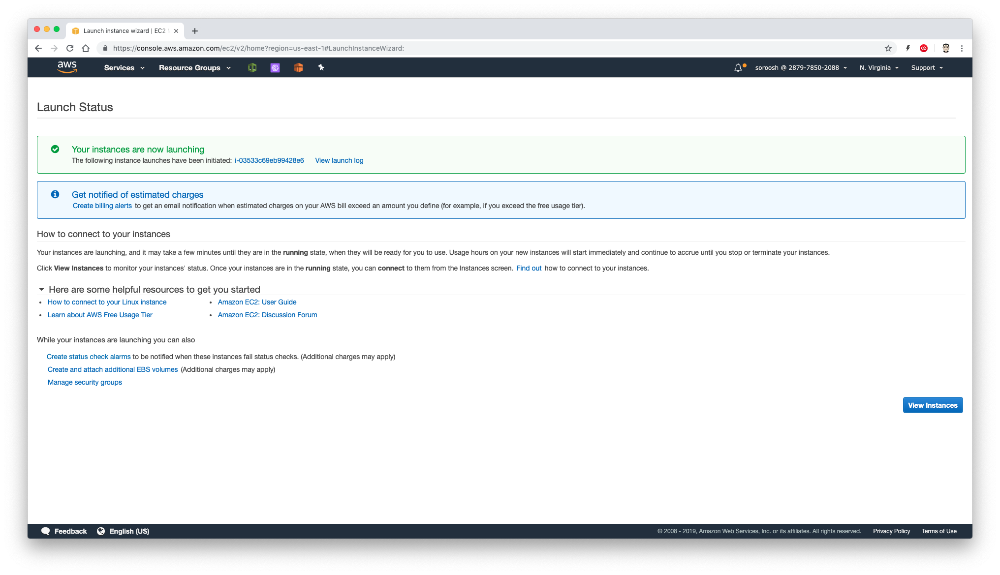 Launch instance wizard | EC2
https://console.aws.amazon.com/ec2/v2/home?region=us-east-1#LaunchInstanceWizard:
aws Services Resource Groups soroosh @ 2879-7850-2088 N. Virginia Support
Launch Status
Your instances are now launching
The following instance launches have been initiated: i-03533c69eb99428e6 View launch log
Get notified of estimated charges
Create billing alerts to get an email notification when estimated charges on your AWS bill exceed an amount you define (for example, if you exceed the free usage tier).
How to connect to your instances
Your instances are launching, and it may take a few minutes until they are in the running state, when they will be ready for you to use. Usage hours on your new instances will start immediately and continue to accrue until you stop or terminate your instances.
Click View Instances to monitor your instances' status. Once your instances are in the running state, you can connect to them from the Instances screen. Find out how to connect to your instances.
Here are some helpful resources to get you started
• How to connect to your Linux instance
• Learn about AWS Free Usage Tier
• Amazon EC2: User Guide
• Amazon EC2: Discussion Forum
While your instances are launching you can also
Create status check alarms to be notified when these instances fail status checks. (Additional charges may apply)
Create and attach additional EBS volumes (Additional charges may apply)
Manage security groups
View Instances
Feedback English (US) © 2008 - 2019, Amazon Web Services, Inc. or its affiliates. All rights reserved. Privacy Policy Terms of Use